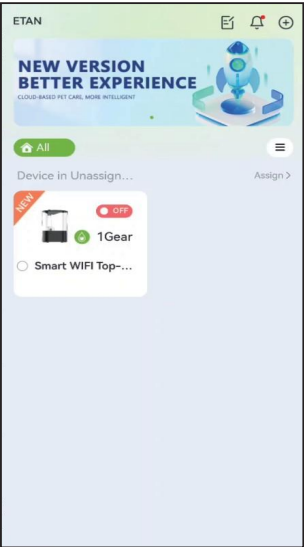 ETAN
NEW VERSION
BETTER EXPERIENCE
CLOUD-BASED PET CARE, MORE INTELLIGENT
All
Device in Unassign...
Assign >
NEW
OFF
1Gear
Smart WIFI Top-...